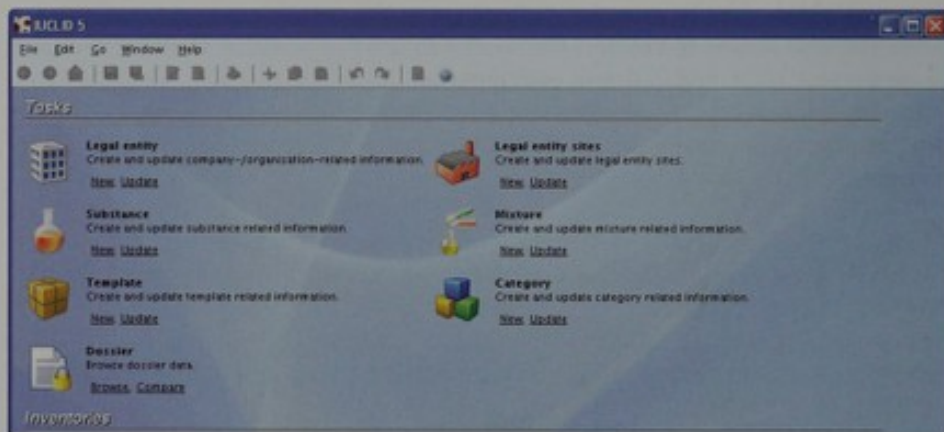 IUCLID 5
File Edit Go Window Help
Tasks
Legal entity
Create and update company-/organisation-related information.
New, Update
Legal entity sites
Create and update legal entity sites.
New, Update
Substance
Create and update substance related information.
New, Update
Mixture
Create and update mixture related information.
New, Update
Template
Create and update template related information.
New, Update
Category
Create and update category related information.
New, Update
Dossier
Browse dossier data.
Browse, Compare
Inventories